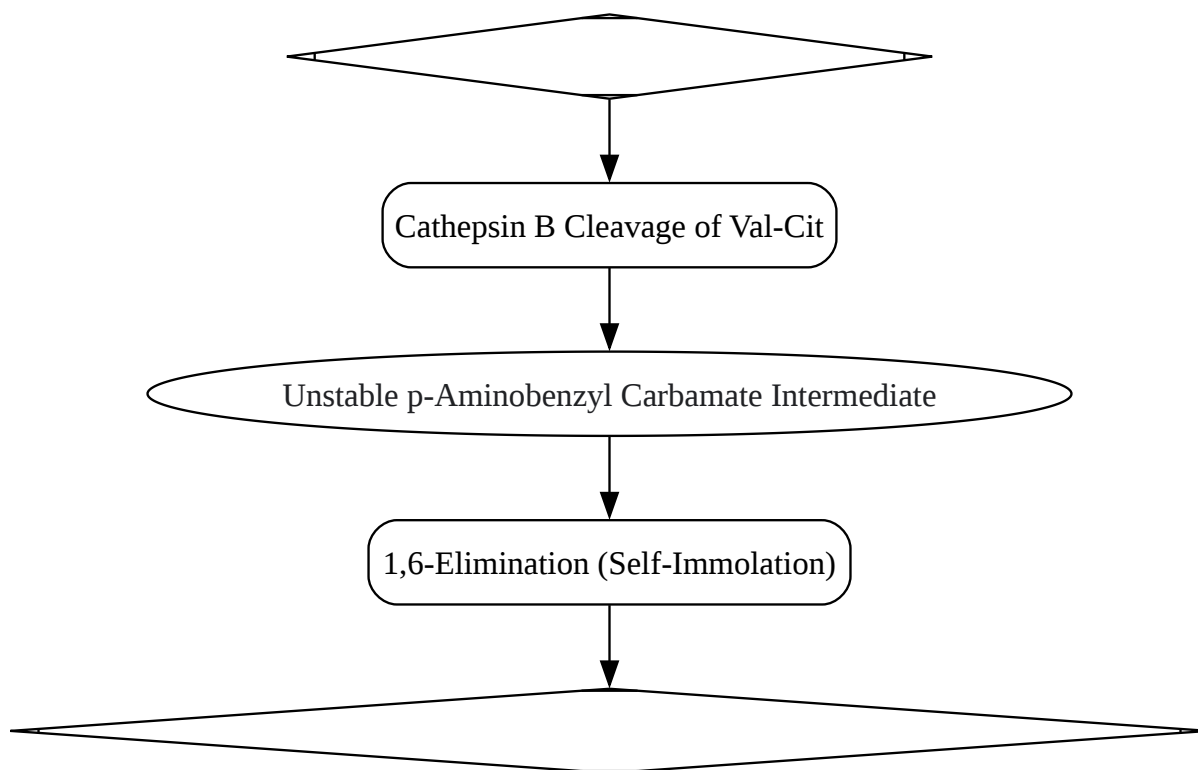 Cathepsin B Cleavage of Val-Cit
Unstable p-Aminobenzyl Carbamate Intermediate
1,6-Elimination (Self-Immolation)